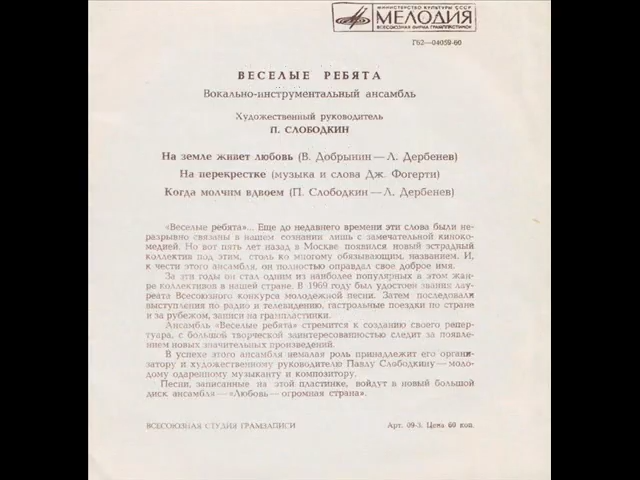 МИНИСТЕРСТВО КУЛЬТУРЫ СССР
МЕЛОДИЯ
ВСЕСОЮЗНАЯ ФИРМА ГРАМПЛАСТИНОК
Г62—04059-60
ВЕСЕЛЫЕ РЕБЯТА
Вокально-инструментальный ансамбль
Художественный руководитель
П. СЛОБОДКИН
На земле живет любовь (В. Добрынин — Л. Дербенев)
На перекрестке (музыка и слова Дж. Фогерти)
Когда молчим вдвоем (П. Слободкин — Л. Дербенев)
«Веселые ребята»... Еще до недавнего времени эти слова были не-
разрывно связаны в нашем сознании лишь с замечательной киноко-
медией. Но вот пять лет назад в Москве появился новый эстрадный
коллектив под этим, столь ко многому обязывающим, названием. И,
к чести этого ансамбля, он полностью оправдал свое доброе имя.
За эти годы он стал одним из наиболее популярных в этом жан-
ре коллективов в нашей стране. В 1969 году был удостоен звания лау-
реата Всесоюзного конкурса молодежной песни. Затем последовали
выступления по радио и телевидению, гастрольные поездки по стране
и за рубежом, записи на грампластинки.
Ансамбль «Веселые ребята» стремится к созданию своего репер-
туара, с большой творческой заинтересованностью следит за появле-
нием новых значительных произведений.
В успехе этого ансамбля немалая роль принадлежит его органи-
затору и художественному руководителю Павлу Слободкину — моло-
дому одаренному музыканту и композитору.
Песни, записанные на этой пластинке, войдут в новый большой
диск ансамбля — «Любовь — огромная страна».
ВСЕСОЮЗНАЯ СТУДИЯ ГРАМЗАПИСИ
Арт. 09-3. Цена 60 коп.